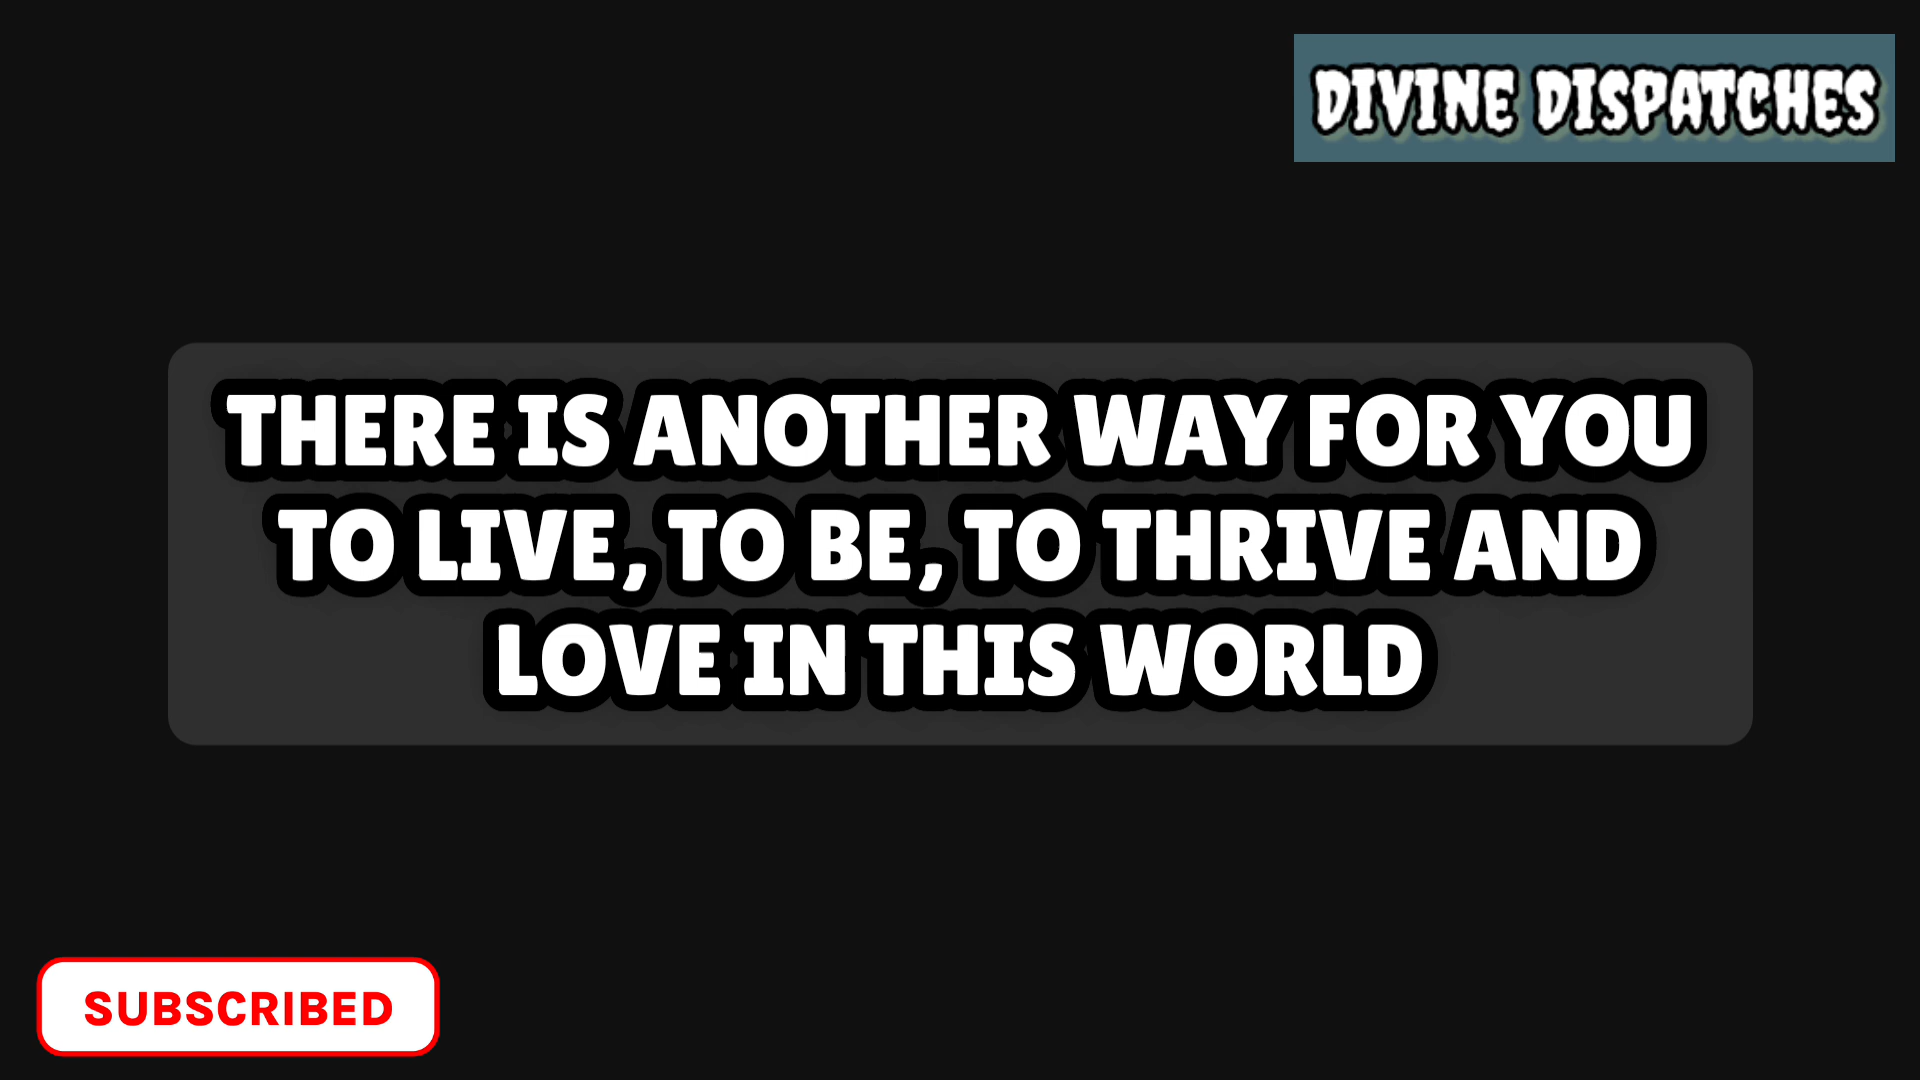 DIVINE DISPATCHES
THERE IS ANOTHER WAY FOR YOU
TO LIVE, TO BE, TO THRIVE AND
LOVE IN THIS WORLD
SUBSCRIBED